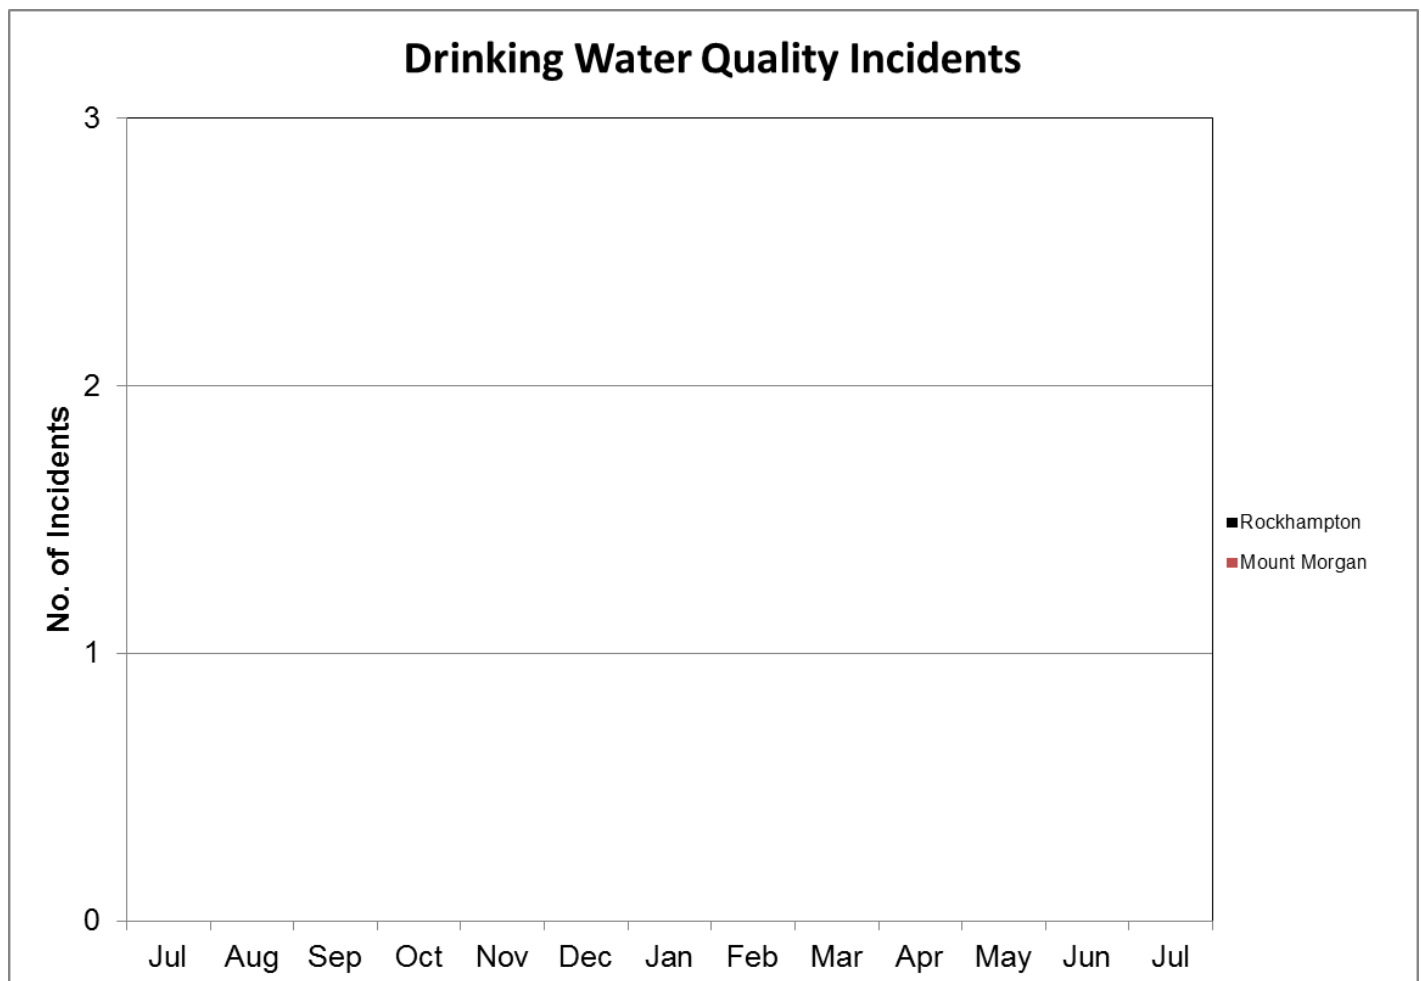 Drinking Water Quality Incidents
3
2
1
0
No. of Incidents
Jul Aug Sep Oct Nov Dec Jan Feb Mar Apr May Jun Jul
Rockhampton
Mount Morgan